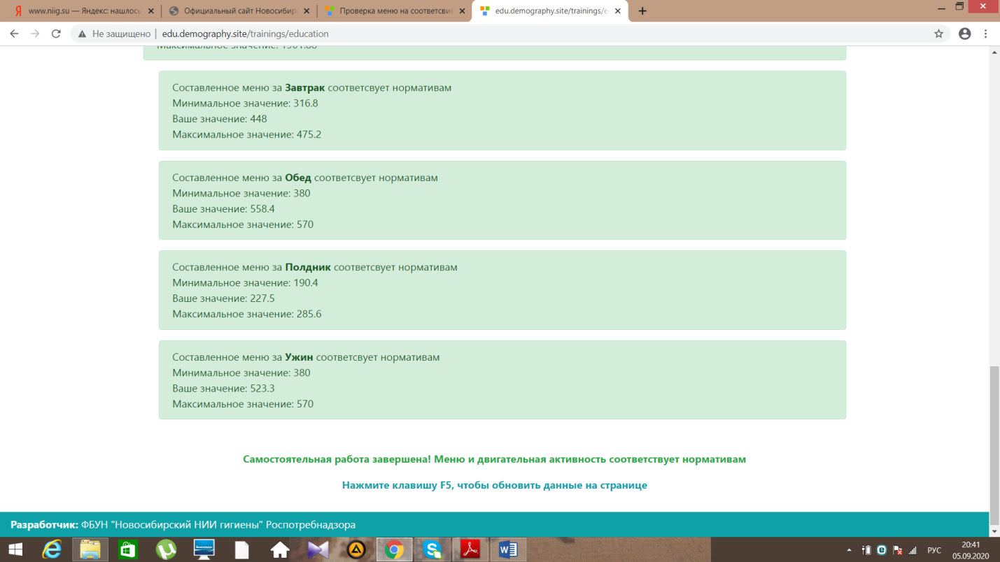 www.niig.su — Яндекс: нашлось
Официальный сайт Новосибирс
Проверка меню на соответсвие
edu.demography.site/trainings/e
Не защищено
edu.demography.site/trainings/education
Максимальное значение: 1901.88
Составленное меню за Завтрак соответсвует нормативам
Минимальное значение: 316.8
Ваше значение: 448
Максимальное значение: 475.2
Составленное меню за Обед соответсвует нормативам
Минимальное значение: 380
Ваше значение: 558.4
Максимальное значение: 570
Составленное меню за Полдник соответсвует нормативам
Минимальное значение: 190.4
Ваше значение: 227.5
Максимальное значение: 285.6
Составленное меню за Ужин соответсвует нормативам
Минимальное значение: 380
Ваше значение: 523.3
Максимальное значение: 570
Самостоятельная работа завершена! Меню и двигательная активность соответствует нормативам
Нажмите клавишу F5, чтобы обновить данные на странице
Разработчик: ФБУН "Новосибирский НИИ гигиены" Роспотребнадзора
РУС
20:41
05.09.2020